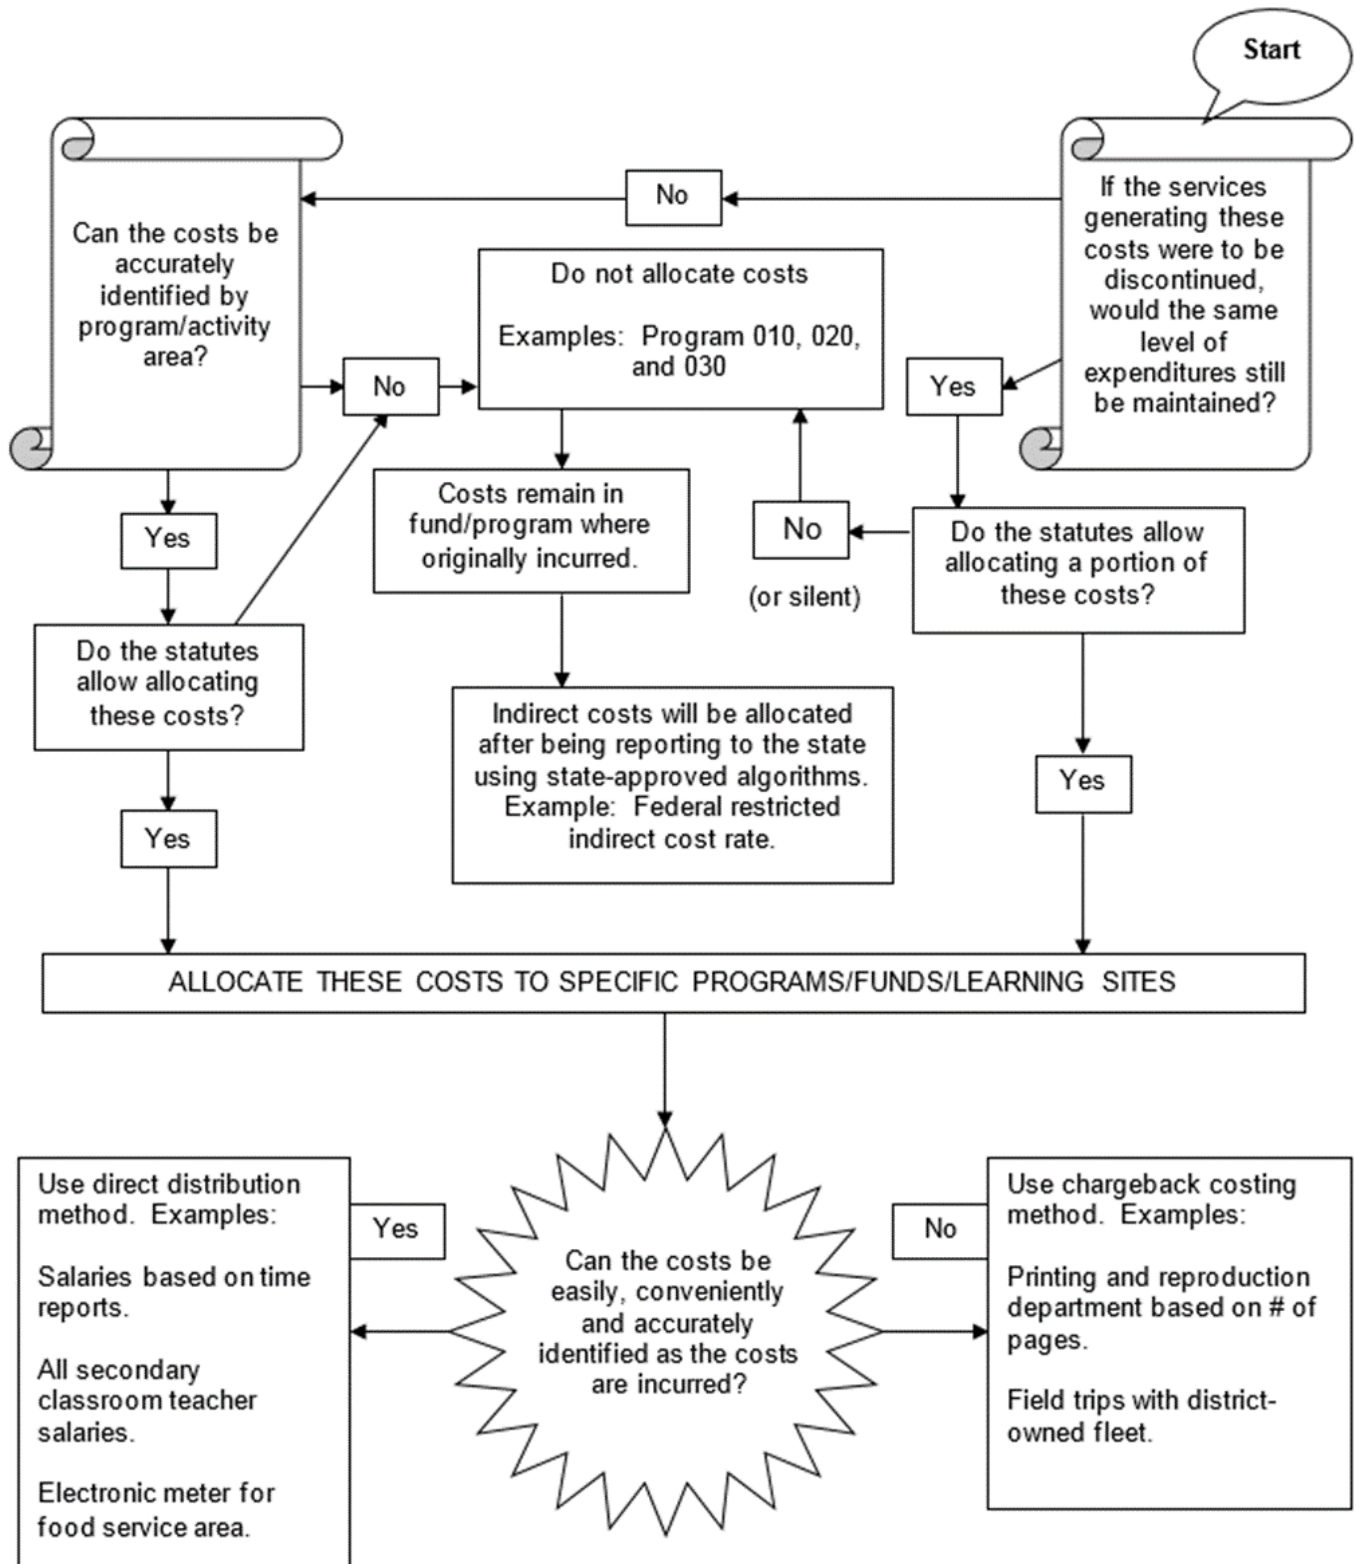 Start
If the services
generating these
costs were to be
discontinued,
would the same
level of
expenditures still
be maintained?
No
Can the costs be
accurately
identified by
program/activity
area?
Do not allocate costs
Examples: Program 010, 020,
and 030
No
Yes
Costs remain in
fund/program where
originally incurred.
No
(or silent)
Do the statutes allow
allocating a portion of
these costs?
Yes
Do the statutes
allow allocating
these costs?
Indirect costs will be allocated
after being reporting to the state
using state-approved algorithms.
Example: Federal restricted
indirect cost rate.
Yes
Yes
ALLOCATE THESE COSTS TO SPECIFIC PROGRAMS/FUNDS/LEARNING SITES
Use direct distribution
method. Examples:
Salaries based on time
reports.
All secondary
classroom teacher
salaries.
Electronic meter for
food service area.
Yes
Can the costs be
easily, conveniently
and accurately
identified as the costs
are incurred?
No
Use chargeback costing
method. Examples:
Printing and reproduction
department based on # of
pages.
Field trips with district-
owned fleet.